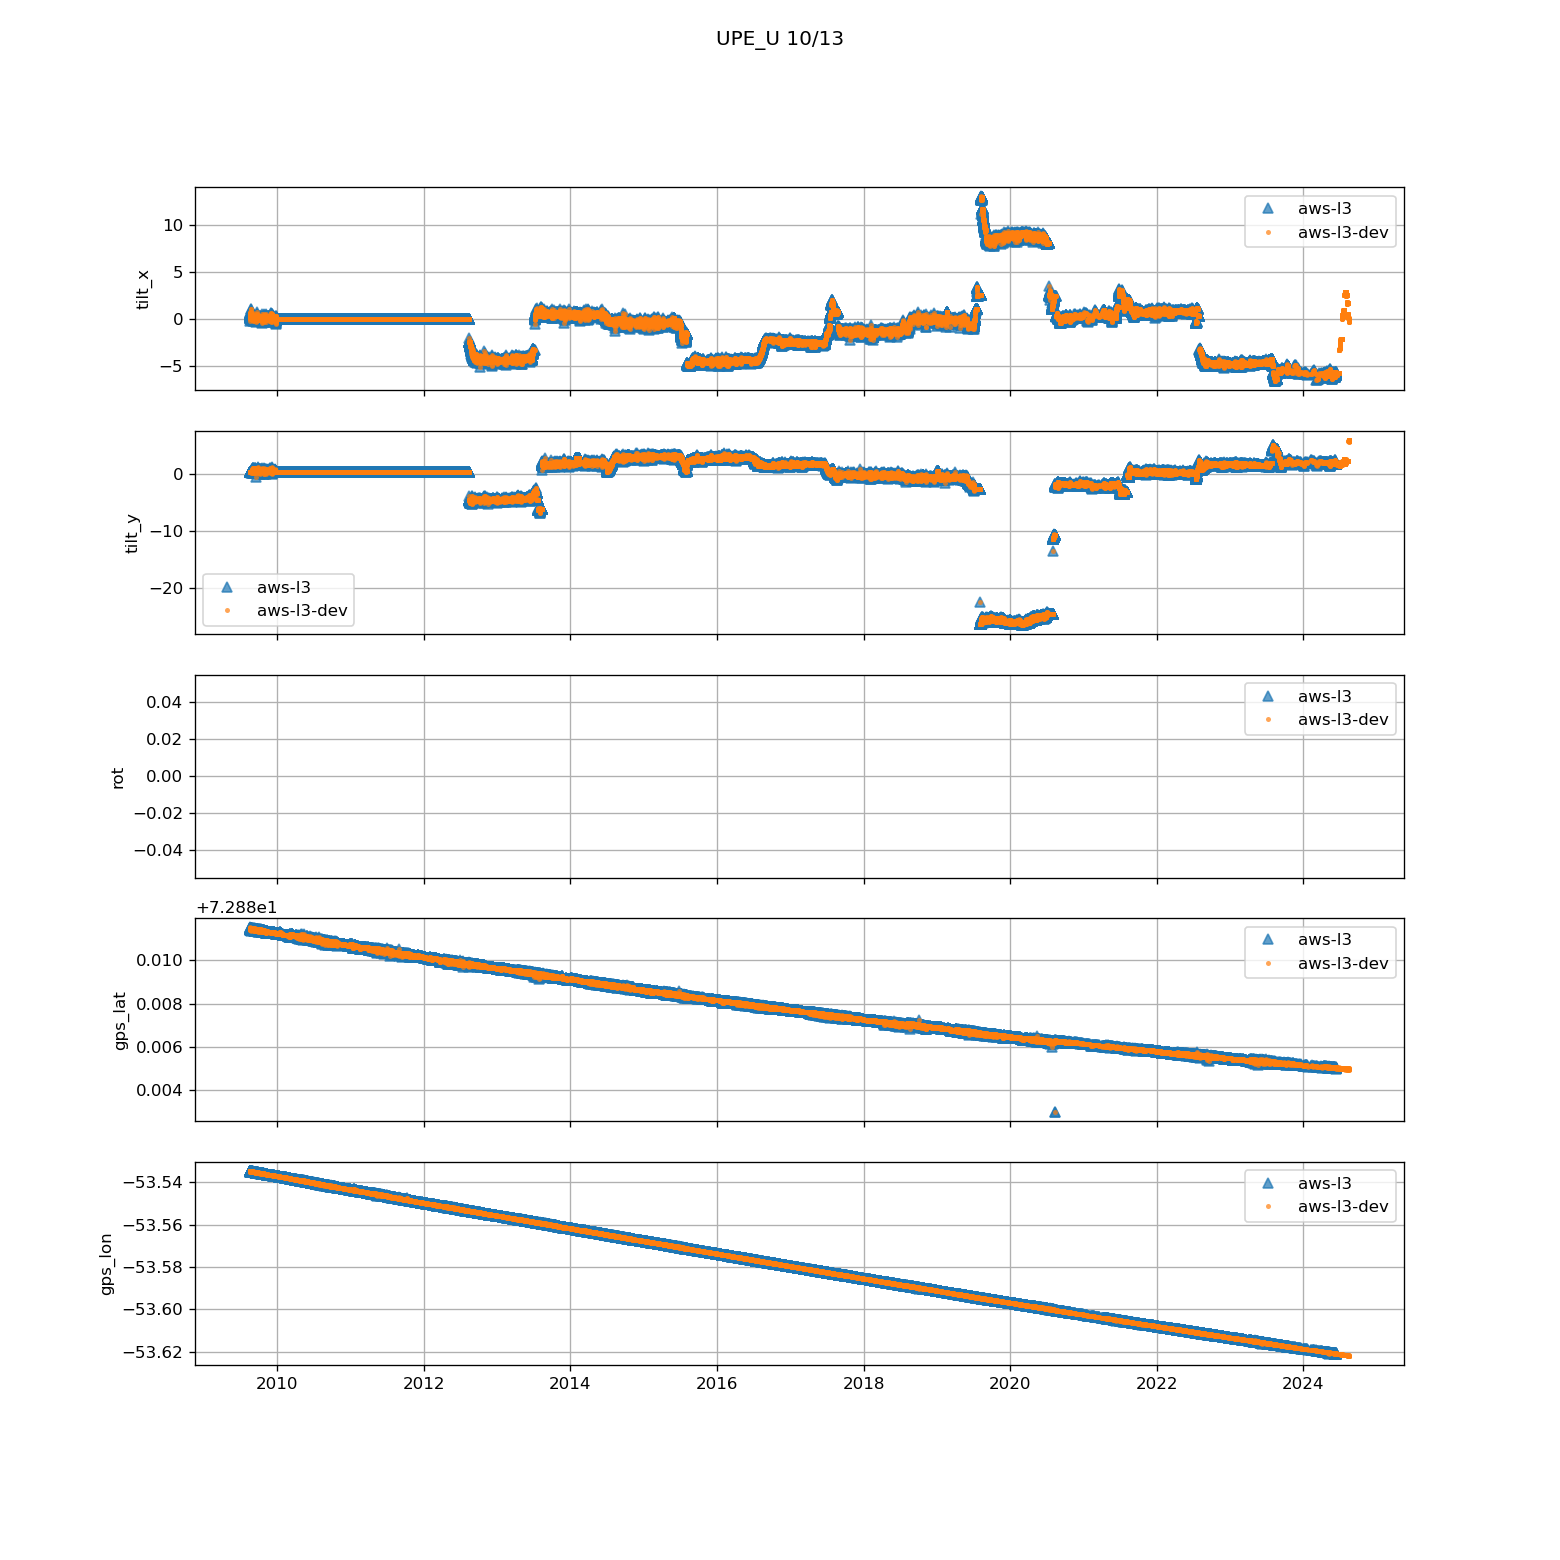 UPE_U 10/13
10
5
0
−5
tilt_x
aws-l3
aws-l3-dev
0
−10
−20
tilt_y
aws-l3
aws-l3-dev
0.04
0.02
0.00
−0.02
−0.04
rot
aws-l3
aws-l3-dev
+7.288e1
0.010
0.008
0.006
0.004
gps_lat
aws-l3
aws-l3-dev
−53.54
−53.56
−53.58
−53.60
−53.62
gps_lon
aws-l3
aws-l3-dev
2010 2012 2014 2016 2018 2020 2022 2024